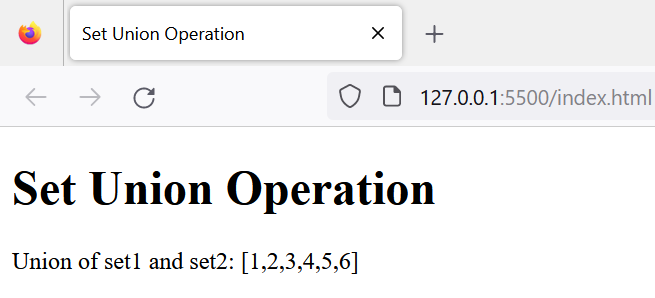 Set Union Operation
127.0.0.1:5500/index.html
Set Union Operation
Union of set1 and set2: [1,2,3,4,5,6]